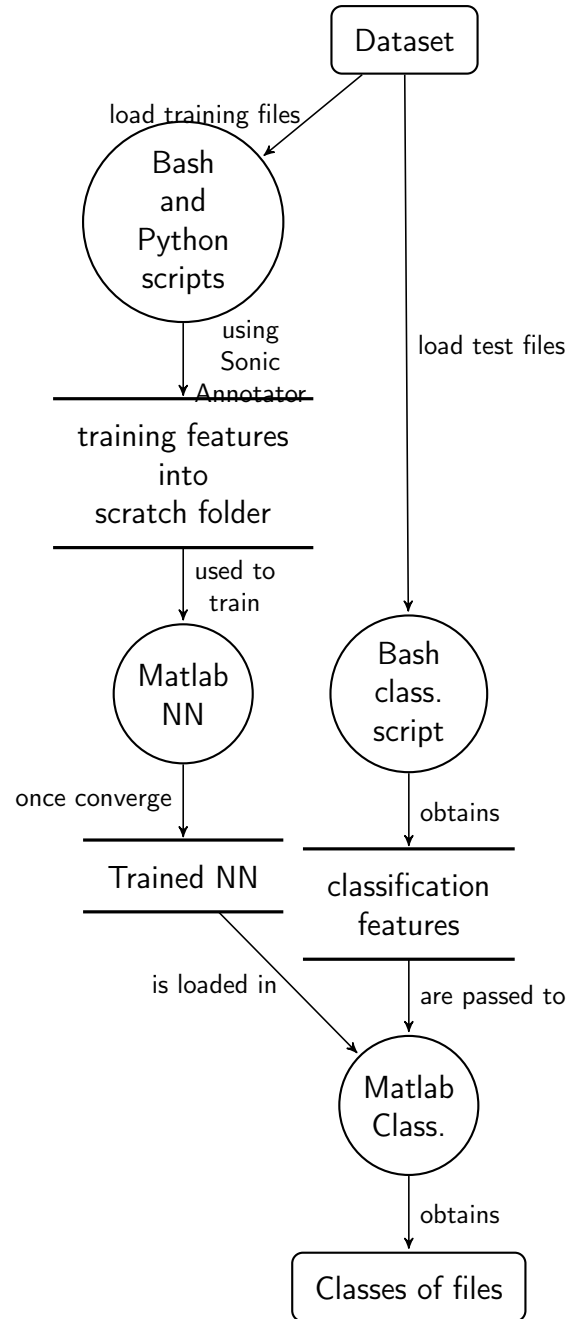 Dataset
load training files
Bash
and
Python
scripts
using
Sonic
Annotator
load test files
training features
into
scratch folder
used to
train
Matlab
NN
Bash
class.
script
once converge
obtains
Trained NN
classification
features
is loaded in
are passed to
Matlab
Class.
obtains
Classes of files